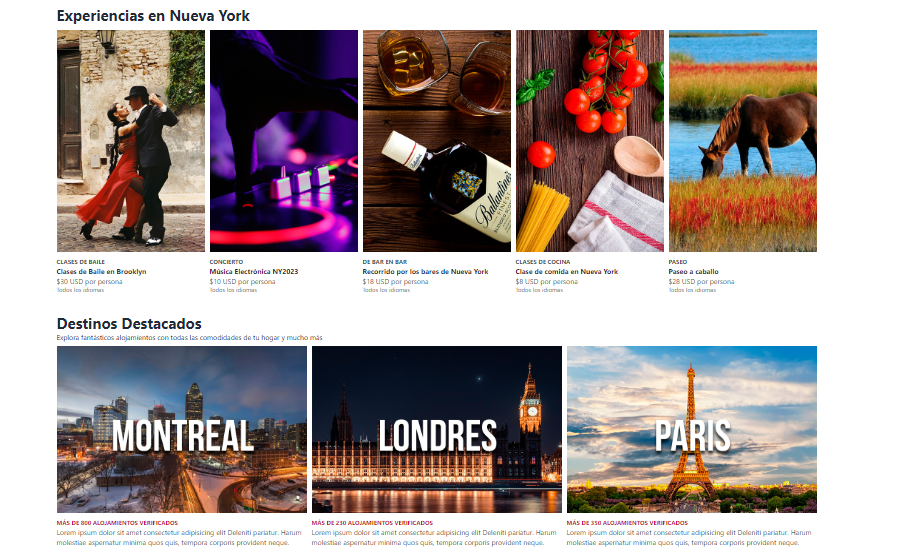 Experiencias en Nueva York
Ballantine's
FINEST
CLASES DE BAILE
Clases de Baile en Brooklyn
$30 USD por persona
Todos los idiomas
CONCIERTO
Música Electrónica NY2023
$10 USD por persona
Todos los idiomas
DE BAR EN BAR
Recorrido por los bares de Nueva York
$18 USD por persona
Todos los idiomas
CLASES DE COCINA
Clase de comida en Nueva York
$8 USD por persona
Todos los idiomas
PASEO
Paseo a caballo
$28 USD por persona
Todos los idiomas
Destinos Destacados
Explora fantásticos alojamientos con todas las comodidades de tu hogar y mucho más
MONTREAL
LONDRES
PARIS
MÁS DE 800 ALOJAMIENTOS VERIFICADOS
Lorem ipsum dolor sit amet consectetur adipisicing elit Deleniti pariatur. Harum
molestiae aspernatur minima quos quis, tempora corporis provident neque.
MÁS DE 230 ALOJAMIENTOS VERIFICADOS
Lorem ipsum dolor sit amet consectetur adipisicing elit Deleniti pariatur. Harum
molestiae aspernatur minima quos quis, tempora corporis provident neque.
MÁS DE 350 ALOJAMIENTOS VERIFICADOS
Lorem ipsum dolor sit amet consectetur adipisicing elit Deleniti pariatur. Harum
molestiae aspernatur minima quos quis, tempora corporis provident neque.